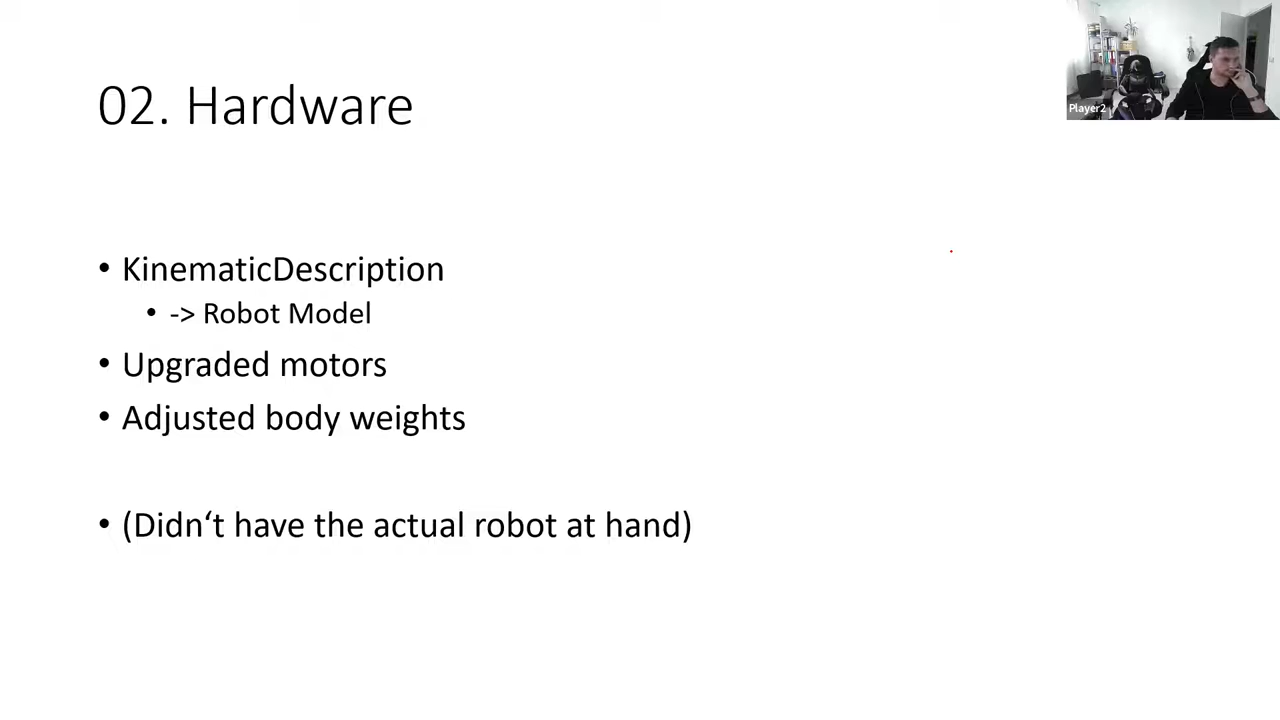 02. Hardware
Player2
• KinematicDescription
• -> Robot Model
• Upgraded motors
• Adjusted body weights
• (Didn‘t have the actual robot at hand)